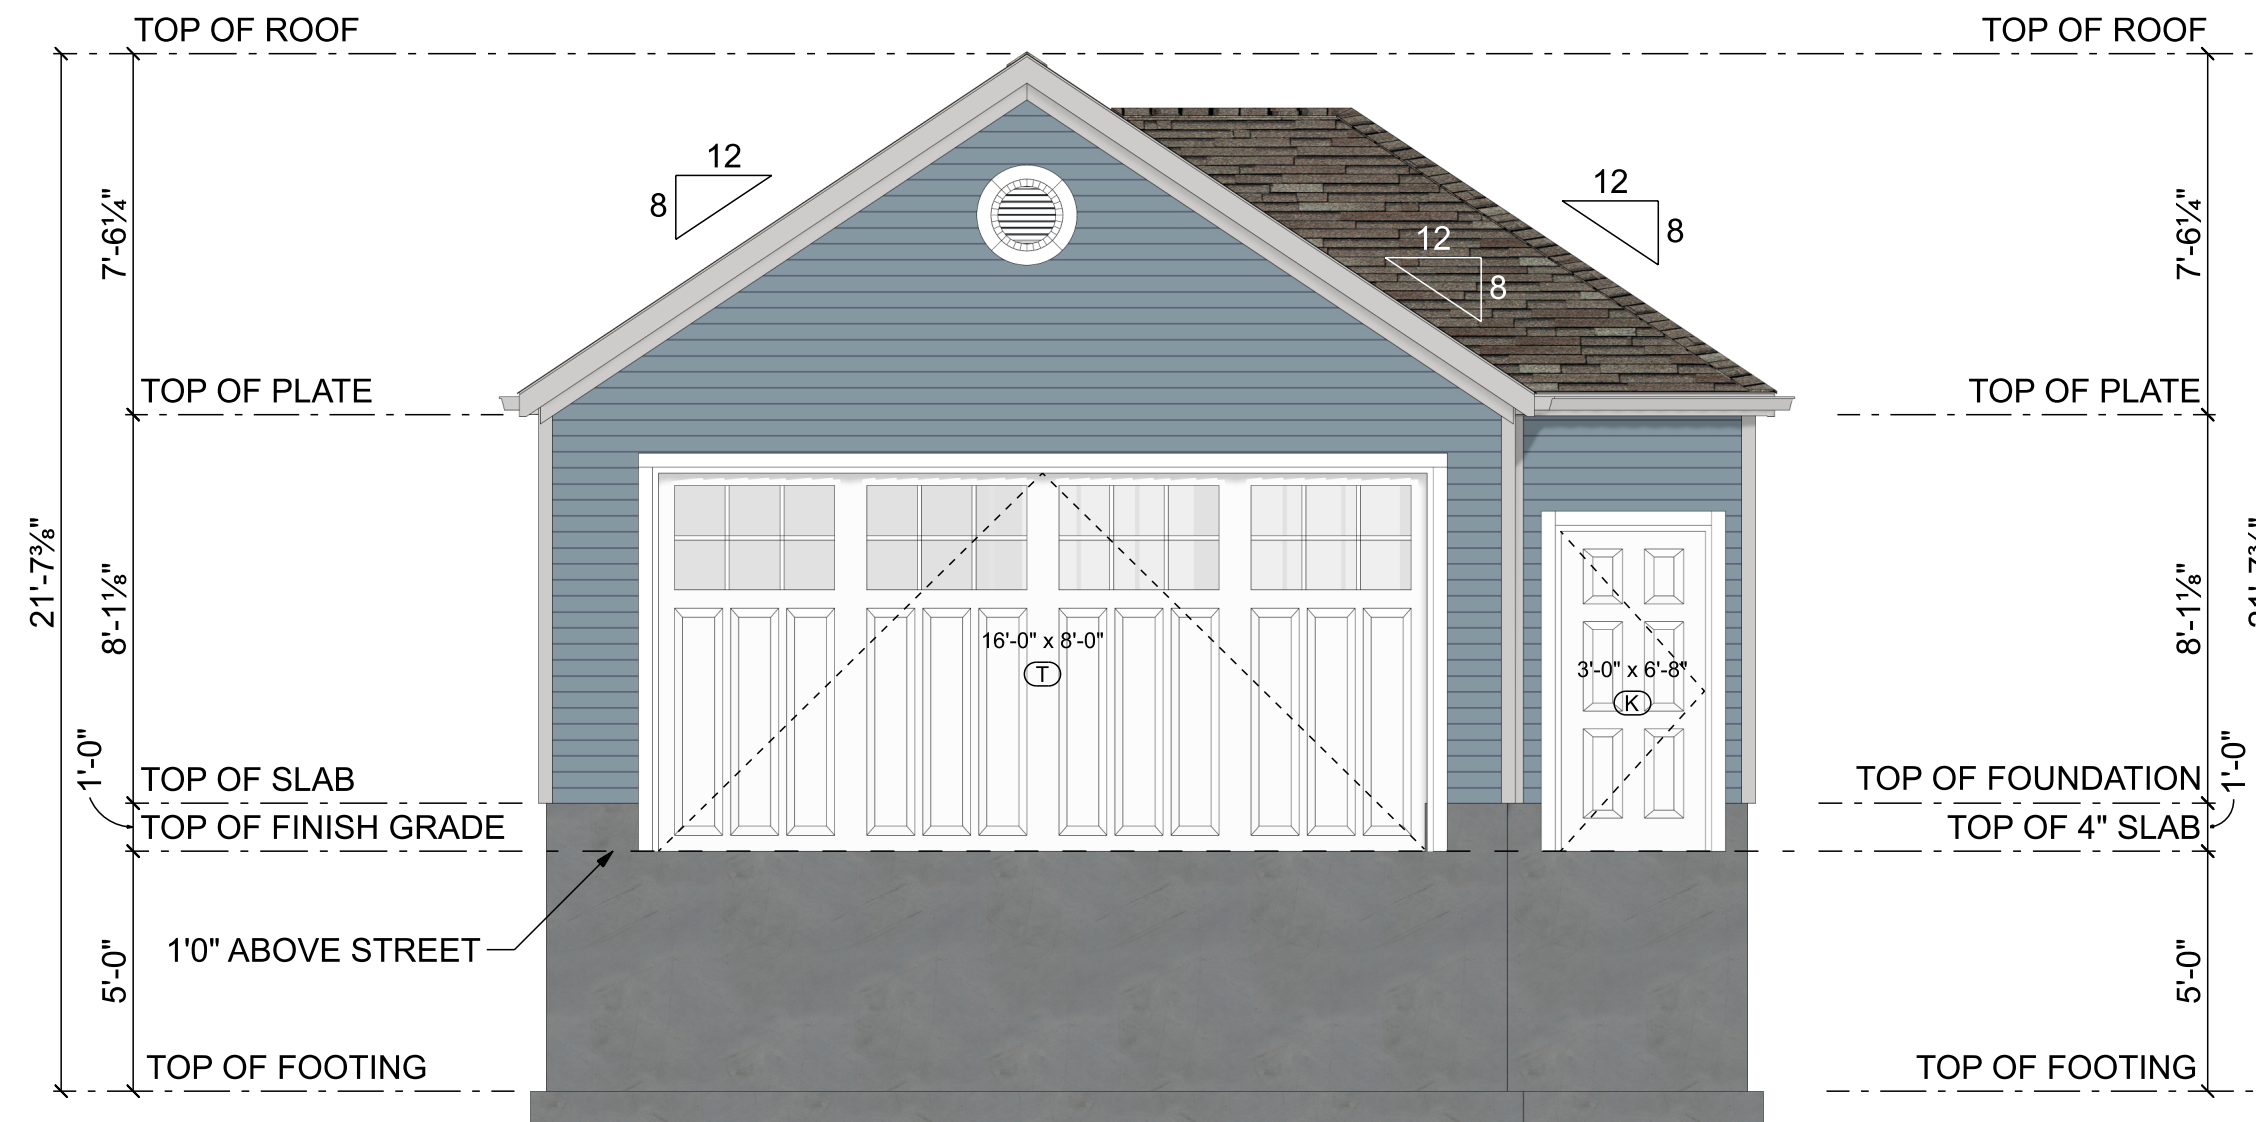 TOP OF ROOF
TOP OF ROOF
12
8
12
8
12
8
7'-6¼"
7'-6¼"
TOP OF PLATE
TOP OF PLATE
21'-7⅜"
8'-1⅛"
8'-1⅛"
16'-0" x 8'-0"
T
3'-0" x 6'-8"
K
1'-0"
1'-0"
TOP OF SLAB
TOP OF FOUNDATION
TOP OF FINISH GRADE
TOP OF 4" SLAB
1'0" ABOVE STREET
5'-0"
5'-0"
TOP OF FOOTING
TOP OF FOOTING